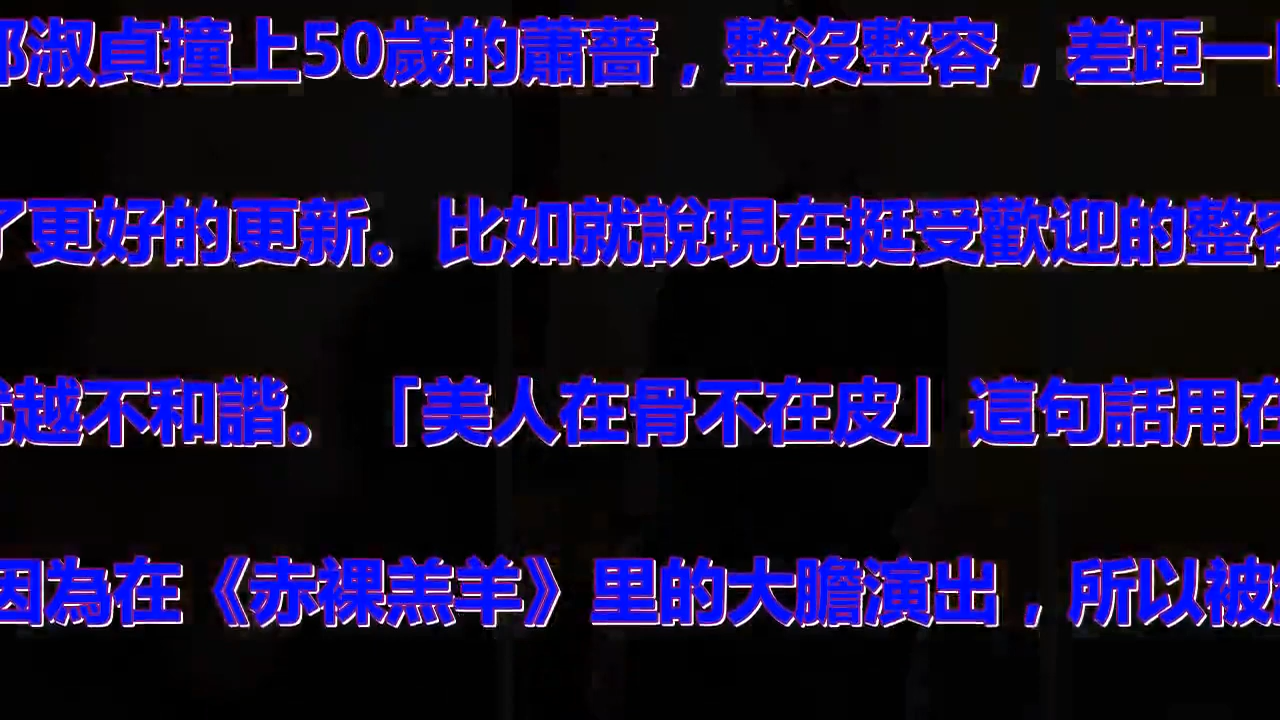 淑貞撞上50歲的蕭薔，整沒整容，差距一
更好的更新。比如就說現在挺受歡迎的整容
越不和諧。「美人在骨不在皮」這句話用在
因為在《赤裸羔羊》里的大膽演出，所以被